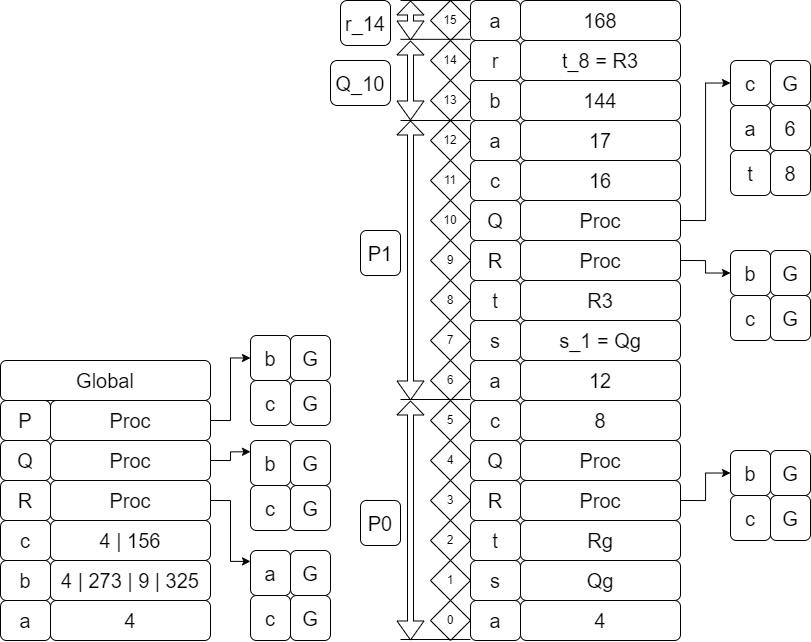 r_14
15 a 168
14 r t_8 = R3
Q_10
13 b 144
12 a 17
11 c 16
10 Q Proc
c G
a 6
t 8
P1
9 R Proc
b G
c G
8 t R3
7 s s_1 = Qg
6 a 12
5 c 8
4 Q Proc
3 R Proc
b G
c G
P0
2 t Rg
1 s Qg
0 a 4
Global
P Proc
b G
c G
Q Proc
b G
c G
R Proc
a G
c G
c 4 | 156
b 4 | 273 | 9 | 325
a 4